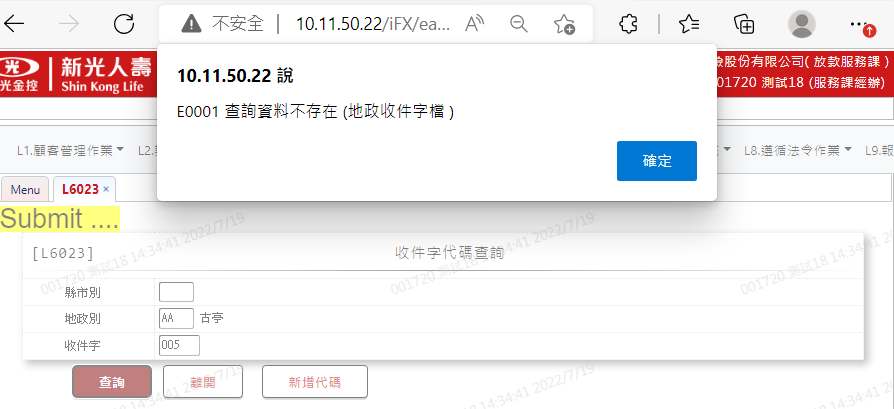 不安全
10.11.50.22/iFX/ea...
新光金控
新光人壽
Shin Kong Life
險股份有限公司( 放款服務課 )
001720 測試18 (服務課經辦)
10.11.50.22 說
E0001 查詢資料不存在 (地政收件字檔 )
確定
L1.顧客管理作業
L8.遵循法令作業
L9.報
Menu
L6023 ×
Submit ....
[L6023]
收件字代碼查詢
縣市別
地政別 AA 古亭
收件字 005
查詢 離開 新增代碼
001720 測試18 14:34:41 2022/7/19